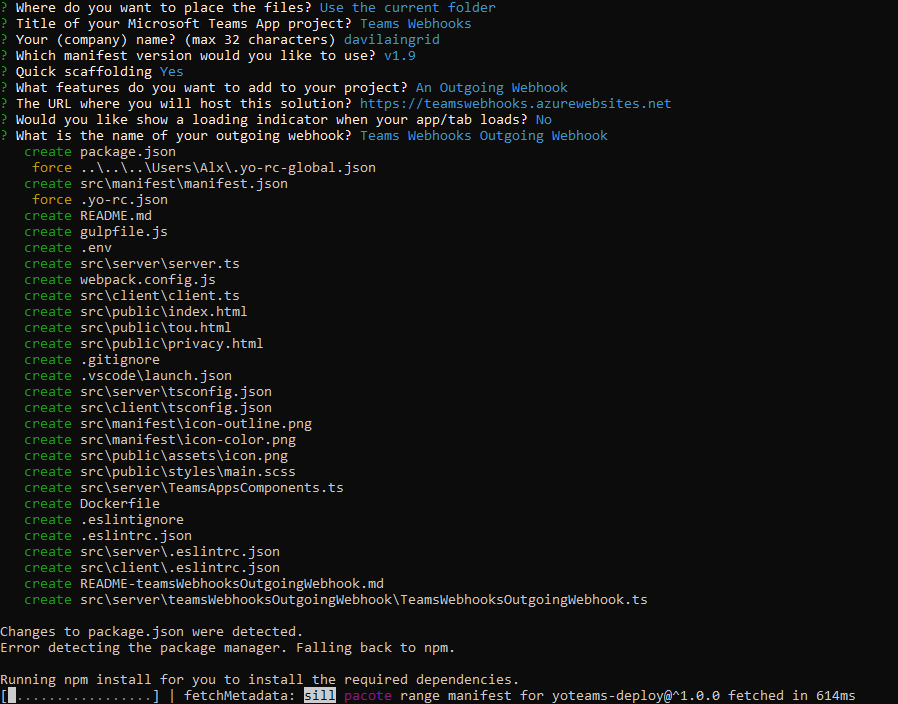 ? Where do you want to place the files? Use the current folder
? Title of your Microsoft Teams App project? Teams Webhooks
? Your (company) name? (max 32 characters) davilaingrid
? Which manifest version would you like to use? v1.9
? Quick scaffolding Yes
? What features do you want to add to your project? An Outgoing Webhook
? The URL where you will host this solution? https://teamswebhooks.azurewebsites.net
? Would you like show a loading indicator when your app/tab loads? No
? What is the name of your outgoing webhook? Teams Webhooks Outgoing Webhook
create package.json
force ..\..\..\Users\Alx\.yo-rc-global.json
create src\manifest\manifest.json
force .yo-rc.json
create README.md
create gulpfile.js
create .env
create src\server\server.ts
create webpack.config.js
create src\client\client.ts
create src\public\index.html
create src\public\tou.html
create src\public\privacy.html
create .gitignore
create .vscode\launch.json
create src\server\tsconfig.json
create src\client\tsconfig.json
create src\manifest\icon-outline.png
create src\manifest\icon-color.png
create src\public\assets\icon.png
create src\public\styles\main.scss
create src\server\TeamsAppsComponents.ts
create Dockerfile
create .eslintignore
create .eslintrc.json
create src\server\.eslintrc.json
create src\client\.eslintrc.json
create README-teamsWebhooksOutgoingWebhook.md
create src\server\teamsWebhooksOutgoingWebhook\TeamsWebhooksOutgoingWebhook.ts
Changes to package.json were detected.
Error detecting the package manager. Falling back to npm.
Running npm install for you to install the required dependencies.
[█.................] | fetchMetadata: sill pacote range manifest for yoteams-deploy@^1.0.0 fetched in 614ms